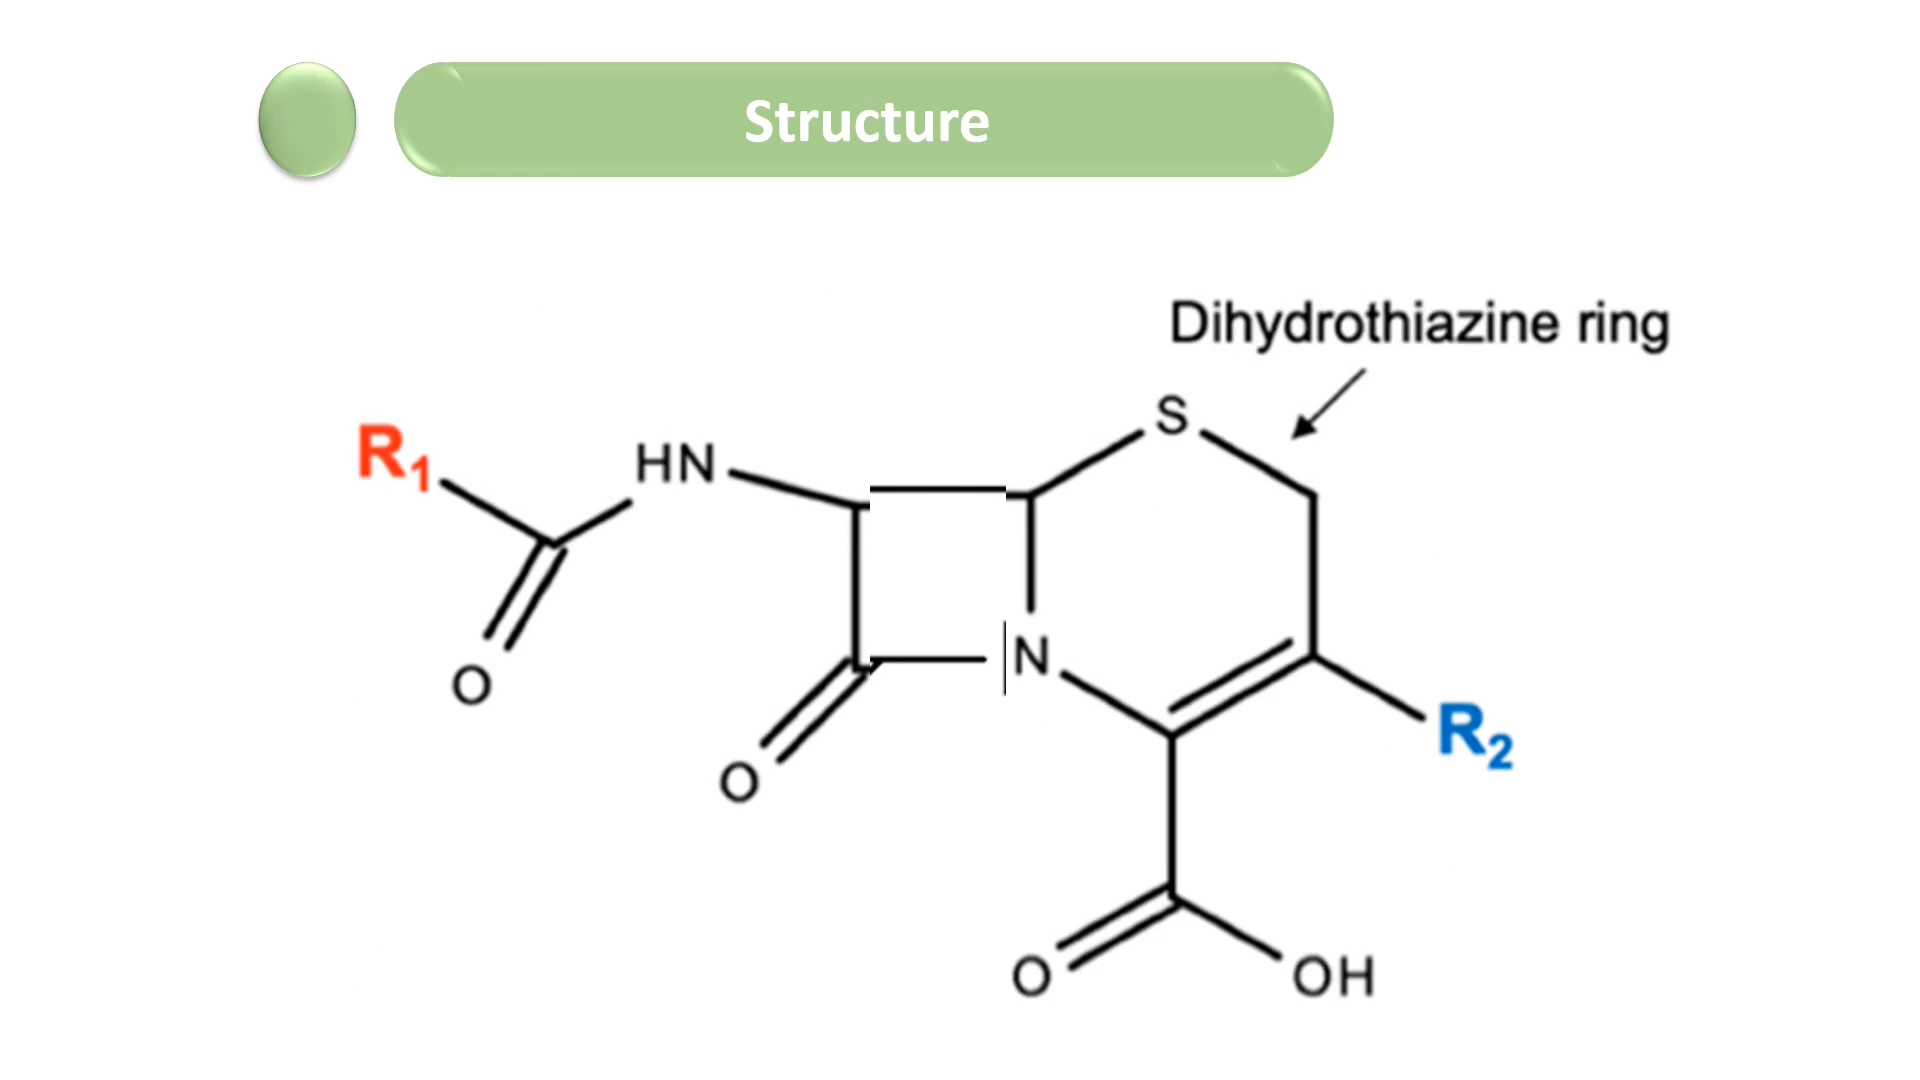 Structure
Dihydrothiazine ring
S
R1
HN
N
O
R2
O
O
OH